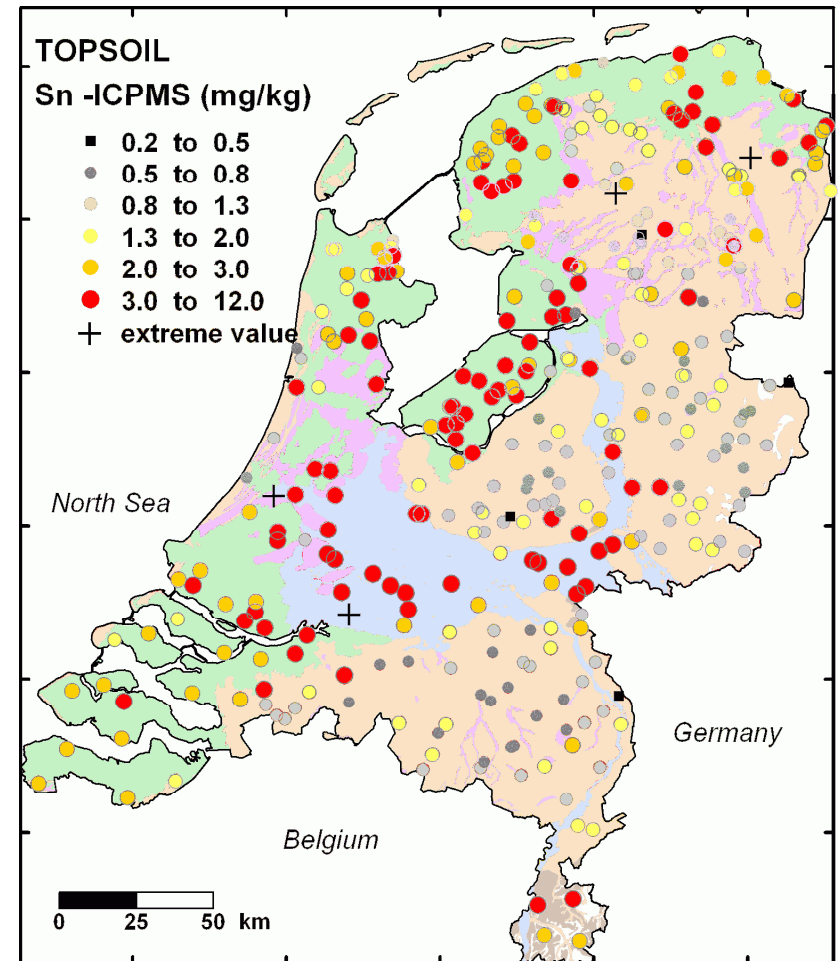 TOPSOIL
Sn -ICPMS (mg/kg)
0.2 to 0.5
0.5 to 0.8
0.8 to 1.3
1.3 to 2.0
2.0 to 3.0
3.0 to 12.0
extreme value
North Sea
Germany
Belgium
0 25 50 km